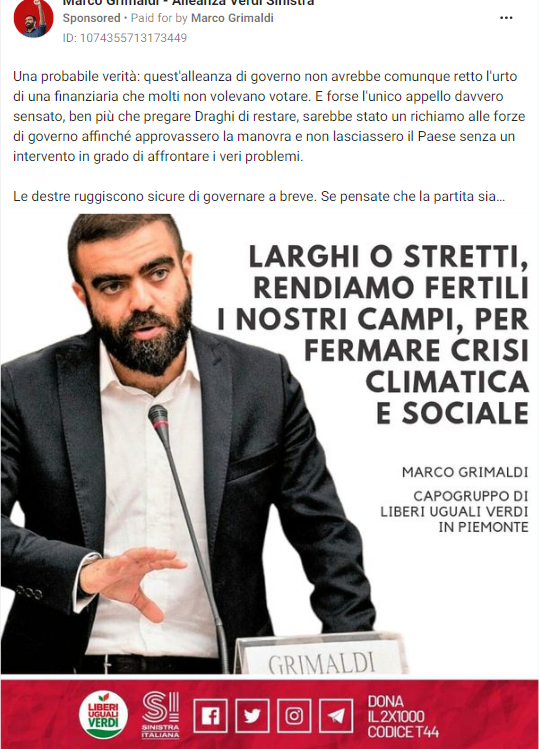 Marco Grimaldi - Alleanza Verdi Sinistra
Sponsored • Paid for by Marco Grimaldi
ID: 1074355713173449
Una probabile verità: quest'alleanza di governo non avrebbe comunque retto l'urto
di una finanziaria che molti non volevano votare. E forse l'unico appello davvero
sensato, ben più che pregare Draghi di restare, sarebbe stato un richiamo alle forze
di governo affinché approvassero la manovra e non lasciassero il Paese senza un
intervento in grado di affrontare i veri problemi.
Le destre ruggiscono sicure di governare a breve. Se pensate che la partita sia...
LARGHI O STRETTI,
RENDIAMO FERTILI
I NOSTRI CAMPI, PER
FERMARE CRISI
CLIMATICA
E SOCIALE
MARCO GRIMALDI
CAPOGRUPPO DI
LIBERI UGUALI VERDI
IN PIEMONTE
GRIMALDI
LIBERI
UGUALI
VERDI
SI
SINISTRA
ITALIANA
DONA
IL 2X1000
CODICE T44